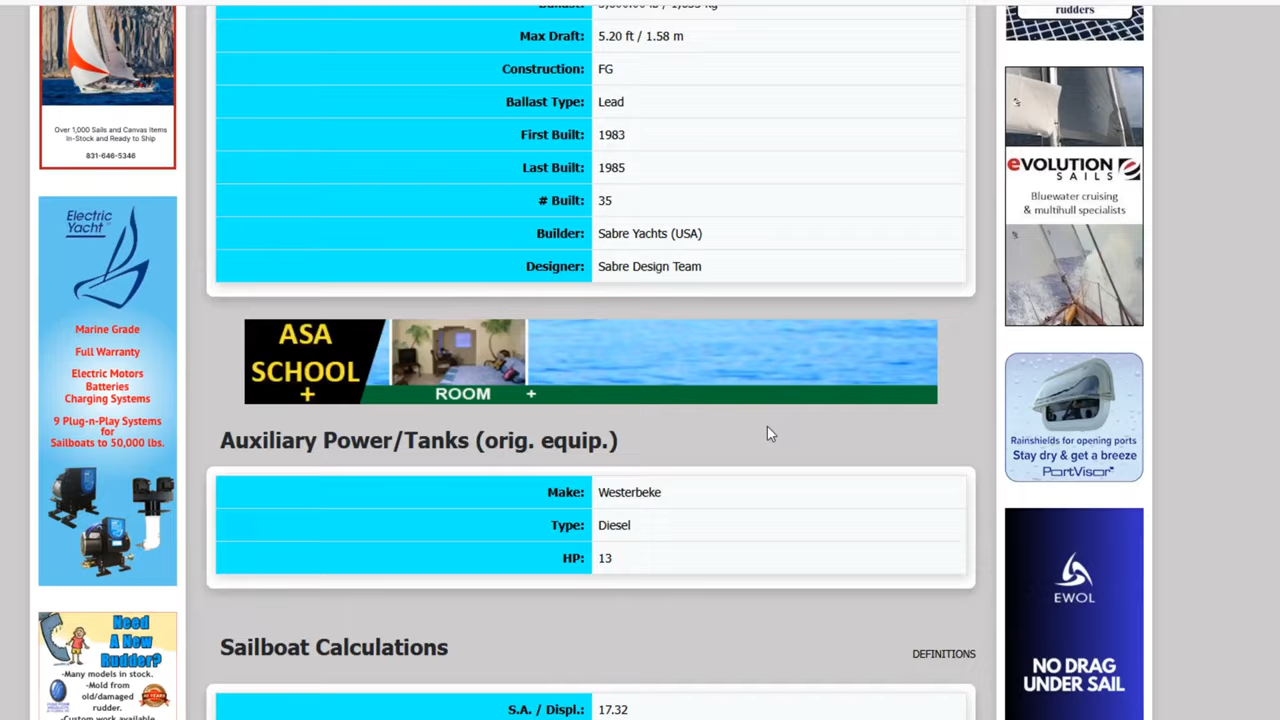 Max Draft: 5.20 ft / 1.58 m
Construction: FG
Ballast Type: Lead
First Built: 1983
Last Built: 1985
# Built: 35
Builder: Sabre Yachts (USA)
Designer: Sabre Design Team
ASA
SCHOOL
+
ROOM +
Auxiliary Power/Tanks (orig. equip.)
Make: Westerbeke
Type: Diesel
HP: 13
Sailboat Calculations
DEFINITIONS
S.A. / Displ.: 17.32
Over 1,000 Sails and Canvas Items
In-Stock and Ready to Ship
831-646-5346
Electric
Yacht
Marine Grade
Full Warranty
Electric Motors
Batteries
Charging Systems
9 Plug-n-Play Systems
for
Sailboats to 50,000 lbs.
Need
A New
Rudder?
-Many models in stock.
-Mold from
old/damaged
rudder.
-Custom work available
rudders
eVOLUTION
SAILS
Bluewater cruising
& multihull specialists
Rainshields for opening ports
Stay dry & get a breeze
PORTVISOR
EWOL
NO DRAG
UNDER SAIL